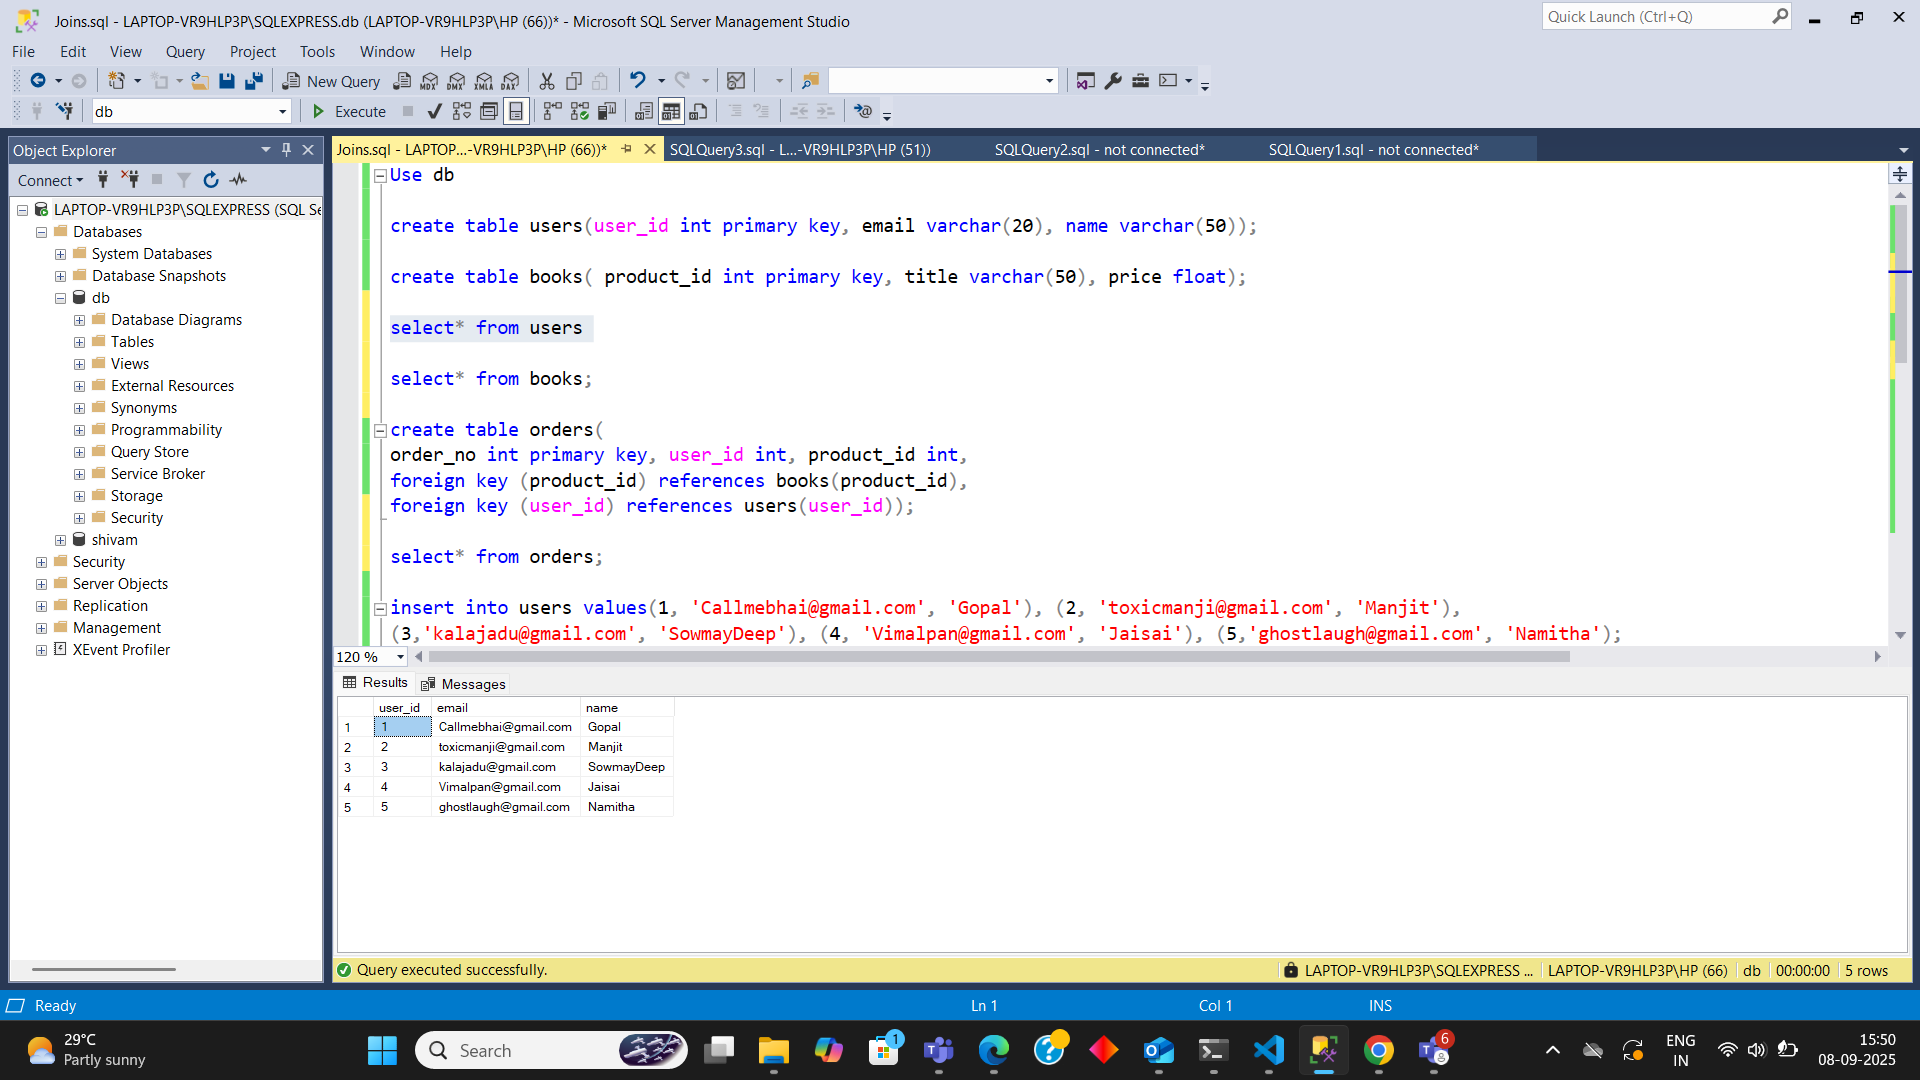 Joins.sql - LAPTOP-VR9HLP3P\SQLEXPRESS.db (LAPTOP-VR9HLP3P\HP (66))* - Microsoft SQL Server Management Studio
Quick Launch (Ctrl+Q)
File Edit View Query Project Tools Window Help
New Query
MDX DMX XMLA DAX
db
Execute
Object Explorer
Joins.sql - LAPTOP...-VR9HLP3P\HP (66))*
SQLQuery3.sql - L...-VR9HLP3P\HP (51))
SQLQuery2.sql - not connected*
SQLQuery1.sql - not connected*
Connect
LAPTOP-VR9HLP3P\SQLEXPRESS (SQL Se
Databases
System Databases
Database Snapshots
db
Database Diagrams
Tables
Views
External Resources
Synonyms
Programmability
Query Store
Service Broker
Storage
Security
shivam
Security
Server Objects
Replication
Management
XEvent Profiler
Use db
create table users(user_id int primary key, email varchar(20), name varchar(50));
create table books( product_id int primary key, title varchar(50), price float);
select* from users
select* from books;
create table orders(
order_no int primary key, user_id int, product_id int,
foreign key (product_id) references books(product_id),
foreign key (user_id) references users(user_id));
select* from orders;
insert into users values(1, 'Callmebhai@gmail.com', 'Gopal'), (2, 'toxicmanji@gmail.com', 'Manjit'),
(3,'kalajadu@gmail.com', 'SowmayDeep'), (4, 'Vimalpan@gmail.com', 'Jaisai'), (5,'ghostlaugh@gmail.com', 'Namitha');
120 %
Results Messages
user_id email name
1 1 Callmebhai@gmail.com Gopal
2 2 toxicmanji@gmail.com Manjit
3 3 kalajadu@gmail.com SowmayDeep
4 4 Vimalpan@gmail.com Jaisai
5 5 ghostlaugh@gmail.com Namitha
Query executed successfully.
LAPTOP-VR9HLP3P\SQLEXPRESS ... LAPTOP-VR9HLP3P\HP (66) db 00:00:00 5 rows
Ready
Ln 1
Col 1
INS
29°C
Partly sunny
Search
1
6
ENG
IN
15:50
08-09-2025